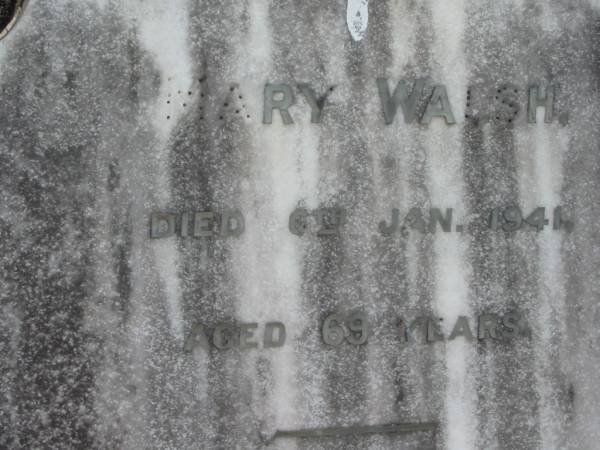 MARY WALSH.
DIED 6TH JAN. 1941.
AGED 69 YEARS.